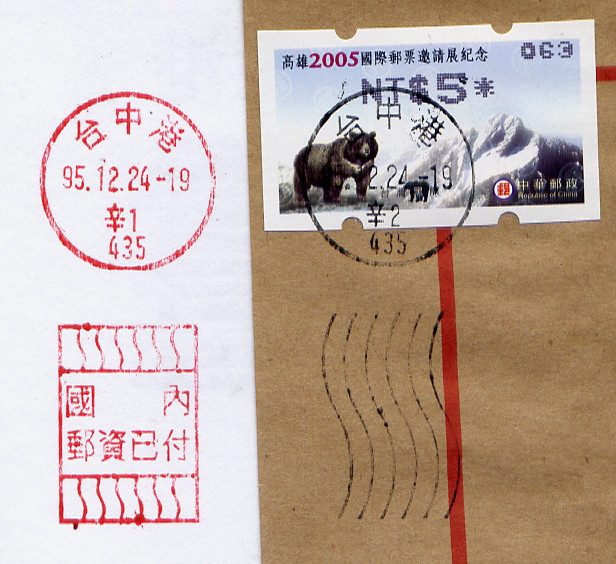 台中港
95.12.24-19
辛1
435
國內
郵資已付
063
高雄2005國際郵票邀請展紀念
NT$5*
中華郵政
Republic of China
台中港
2.24-19
辛2
435